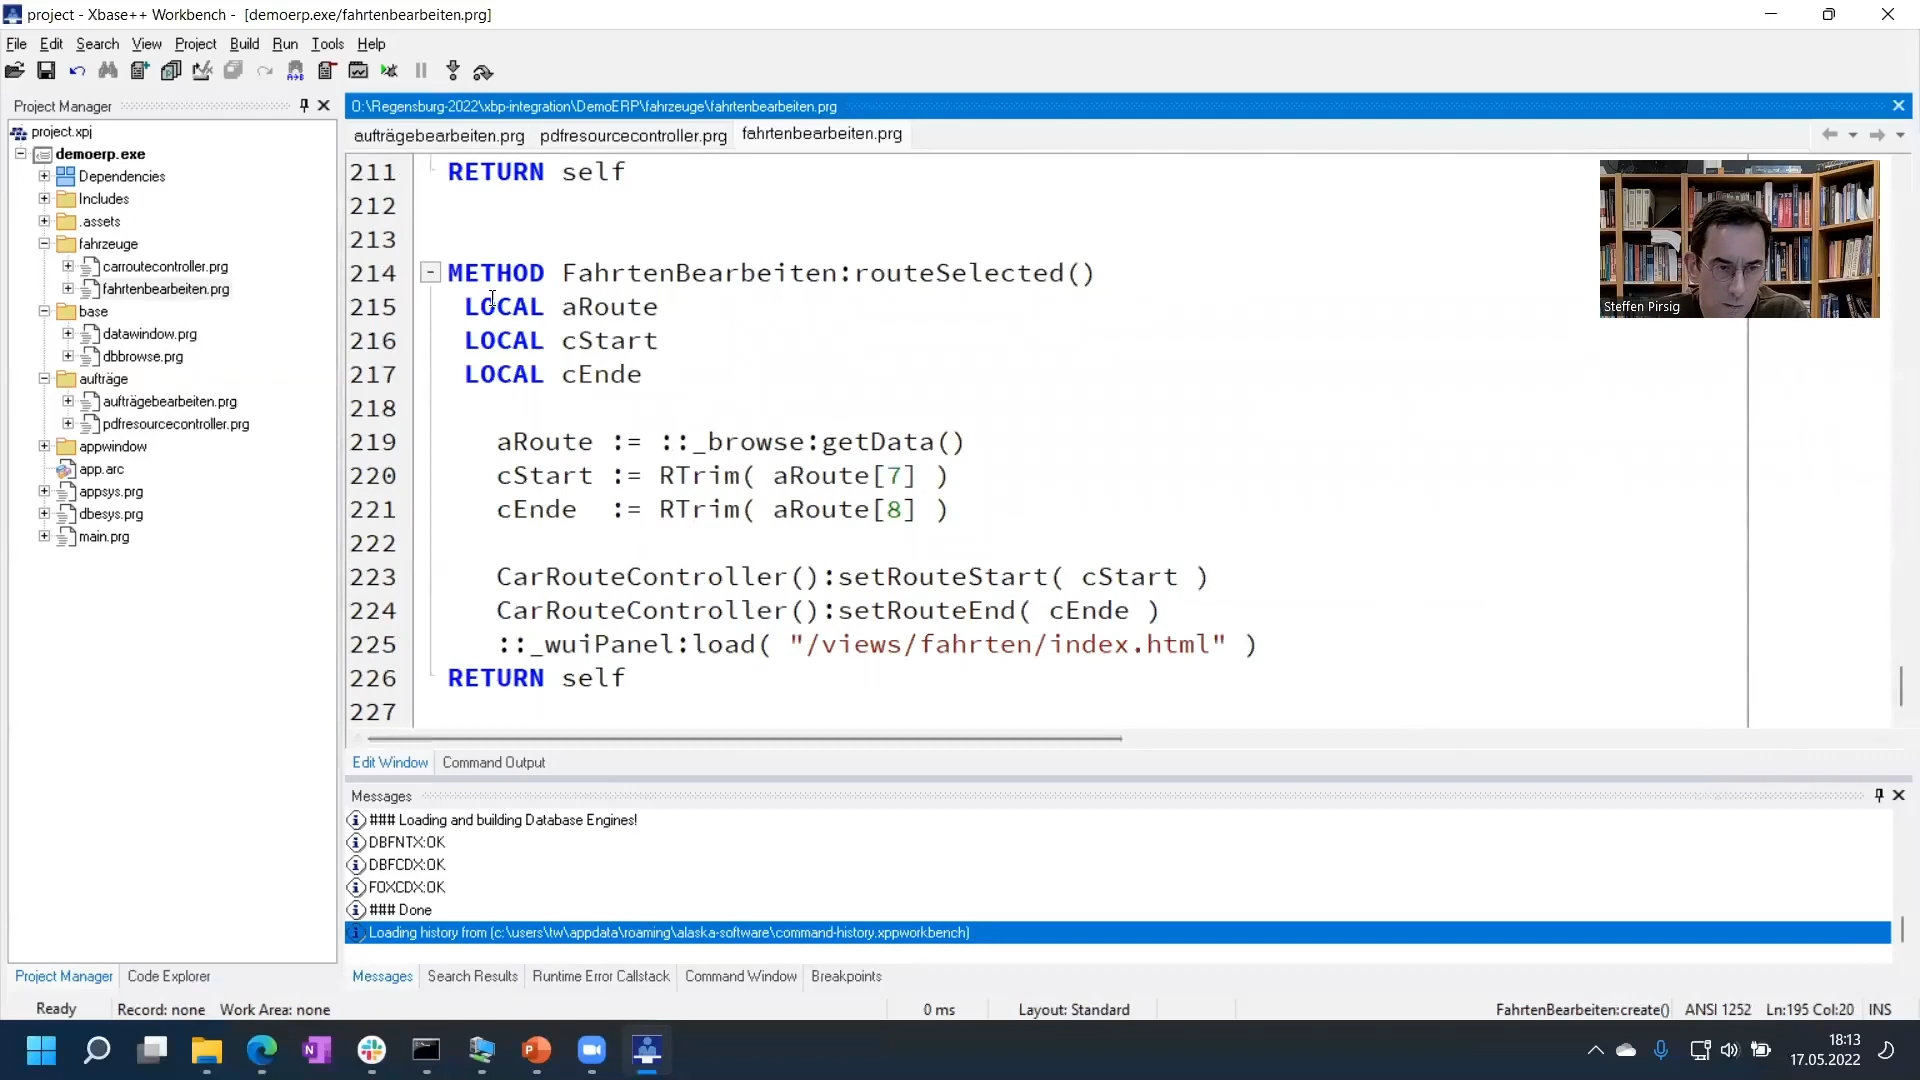 project - Xbase++ Workbench - [demoerp.exe/fahrtenbearbeiten.prg]
File Edit Search View Project Build Run Tools Help
Project Manager
project.xpj
demoerp.exe
Dependencies
Includes
.assets
fahrzeuge
carroutecontroller.prg
fahrtenbearbeiten.prg
base
datawindow.prg
dbbrowse.prg
aufträge
aufträgebearbeiten.prg
pdfresourcecontroller.prg
appwindow
app.arc
appsys.prg
dbesys.prg
main.prg
Project Manager Code Explorer
O:\Regensburg-2022\xbp-integration\DemoERP\fahrzeuge\fahrtenbearbeiten.prg
aufträgebearbeiten.prg pdfresourcecontroller.prg fahrtenbearbeiten.prg
211 RETURN self
212
213
214 METHOD FahrtenBearbeiten:routeSelected()
215 LOCAL aRoute
216 LOCAL cStart
217 LOCAL cEnde
218
219 aRoute := ::_browse:getData()
220 cStart := RTrim( aRoute[7] )
221 cEnde := RTrim( aRoute[8] )
222
223 CarRouteController():setRouteStart( cStart )
224 CarRouteController():setRouteEnd( cEnde )
225 ::_wuiPanel:load( "/views/fahrten/index.html" )
226 RETURN self
227
Steffen Pirsig
Edit Window Command Output
Messages
### Loading and building Database Engines!
DBFNTX:OK
DBFCDX:OK
FOXCDX:OK
### Done
Loading history from (c:\users\tw\appdata\roaming\alaska-software\command-history.xppworkbench)
Messages Search Results Runtime Error Callstack Command Window Breakpoints
Ready Record: none Work Area: none 0 ms Layout: Standard FahrtenBearbeiten:create() ANSI 1252 Ln:195 Col:20 INS
18:13
17.05.2022